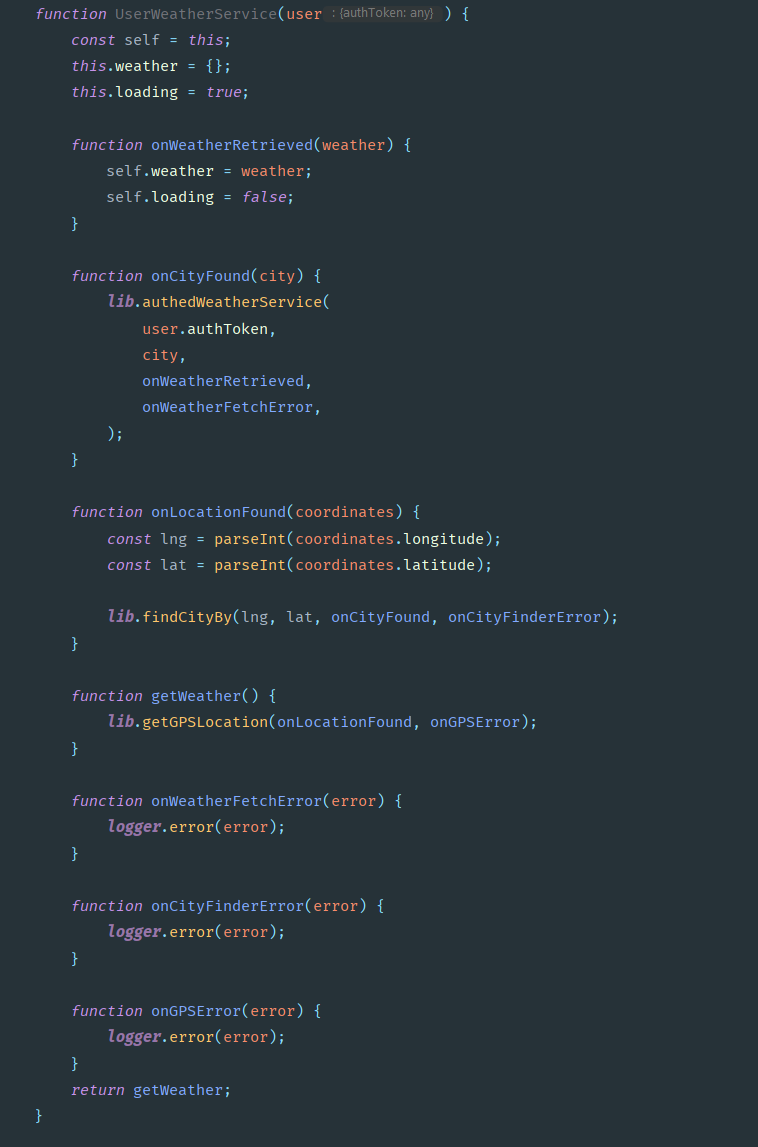 function UserWeatherService(user : {authToken: any} ) {
    const self = this;
    this.weather = {};
    this.loading = true;

    function onWeatherRetrieved(weather) {
        self.weather = weather;
        self.loading = false;
    }

    function onCityFound(city) {
        lib.authedWeatherService(
            user.authToken,
            city,
            onWeatherRetrieved,
            onWeatherFetchError,
        );
    }

    function onLocationFound(coordinates) {
        const lng = parseInt(coordinates.longitude);
        const lat = parseInt(coordinates.latitude);

        lib.findCityBy(lng, lat, onCityFound, onCityFinderError);
    }

    function getWeather() {
        lib.getGPSLocation(onLocationFound, onGPSError);
    }

    function onWeatherFetchError(error) {
        logger.error(error);
    }

    function onCityFinderError(error) {
        logger.error(error);
    }

    function onGPSError(error) {
        logger.error(error);
    }
    return getWeather;
}